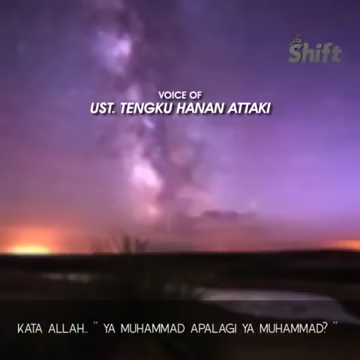 Shift
VOICE OF
UST. TENGKU HANAN ATTAKI
KATA ALLAH.. " YA MUHAMMAD APALAGI YA MUHAMMAD? "